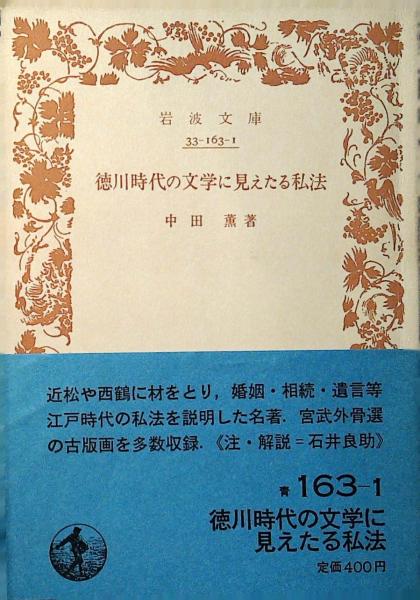 岩波文庫
33-163-1
徳川時代の文学に見えたる私法
中田 薫著
近松や西鶴に材をとり，婚姻・相続・遺言等
江戸時代の私法を説明した名著．宮武外骨選
の古版画を多数収録．《注・解説＝石井良助》
青 163-1
徳川時代の文学に
見えたる私法
定価400円